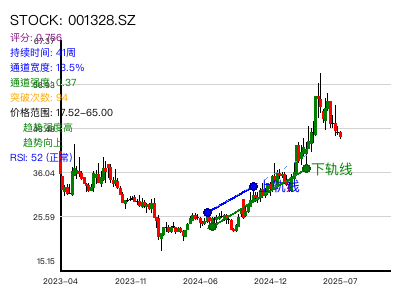 STOCK: 001328.SZ
评分: 0.756
67.37
持续时间: 41周
通道宽度: 13.5%
通道强度: 0.37
突破次数: 94
价格范围: 17.52-65.00
趋势强度高
趋势向上
RSI: 52 (正常)
36.04
下轨线
上轨线
25.59
15.15
2023-04 2023-11 2024-06 2024-12 2025-07